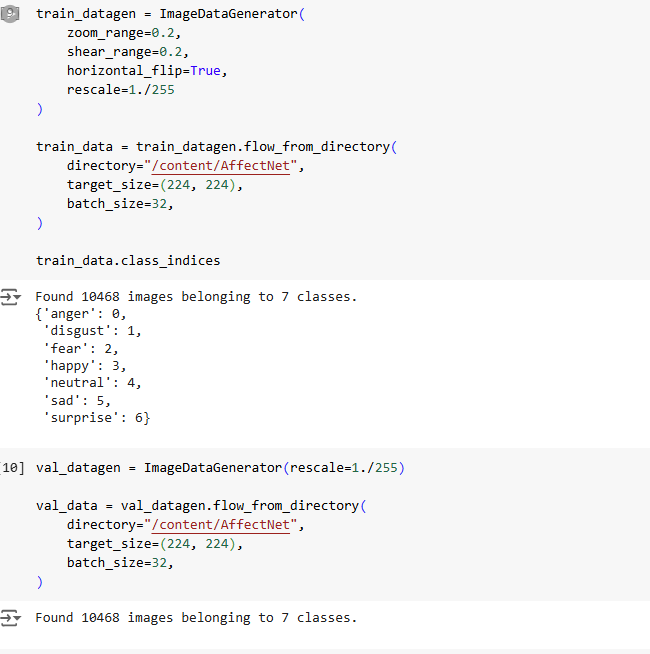 train_datagen = ImageDataGenerator(
    zoom_range=0.2,
    shear_range=0.2,
    horizontal_flip=True,
    rescale=1./255
)

train_data = train_datagen.flow_from_directory(
    directory="/content/AffectNet",
    target_size=(224, 224),
    batch_size=32,
)

train_data.class_indices
Found 10468 images belonging to 7 classes.
{'anger': 0,
 'disgust': 1,
 'fear': 2,
 'happy': 3,
 'neutral': 4,
 'sad': 5,
 'surprise': 6}
10] val_datagen = ImageDataGenerator(rescale=1./255)

val_data = val_datagen.flow_from_directory(
    directory="/content/AffectNet",
    target_size=(224, 224),
    batch_size=32,
)
Found 10468 images belonging to 7 classes.